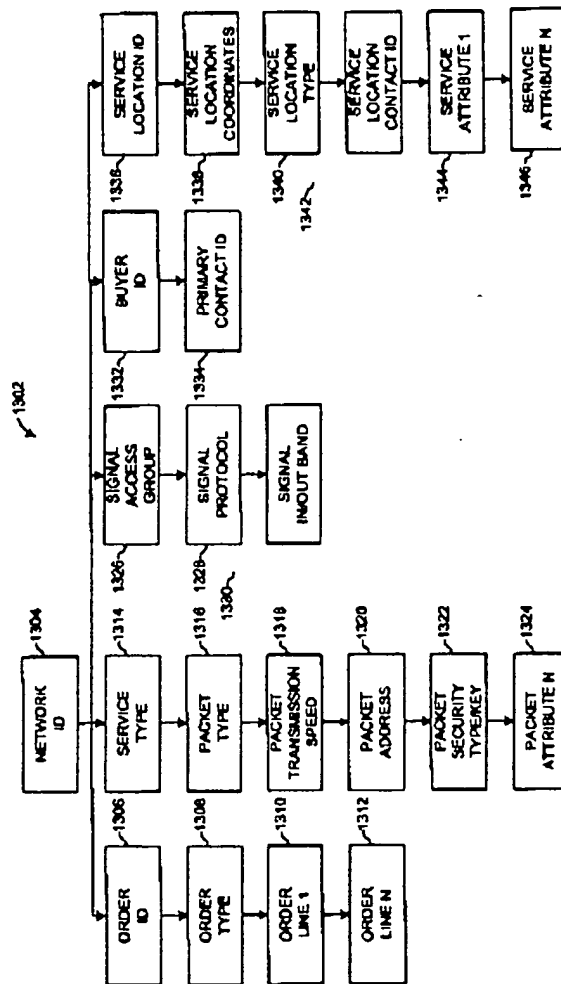 1302
1304
NETWORK
ID
1306
ORDER
ID
1308
ORDER
TYPE
1310
ORDER
LINE 1
1312
ORDER
LINE N
1314
SERVICE
TYPE
1316
PACKET
TYPE
1318
PACKET
TRANSMISSION
SPEED
1320
PACKET
ADDRESS
1322
PACKET
SECURITY
TYPE/KEY
1324
PACKET
ATTRIBUTE N
1326
SIGNAL
ACCESS
GROUP
1328
SIGNAL
PROTOCOL
1330
SIGNAL
IN/OUT BAND
1332
BUYER
ID
1334
PRIMARY
CONTACT ID
1336
SERVICE
LOCATION ID
1338
SERVICE
LOCATION
COORDINATES
1340
SERVICE
LOCATION
TYPE
1342
SERVICE
LOCATION
CONTACT ID
1344
SERVICE
ATTRIBUTE 1
1346
SERVICE
ATTRIBUTE N